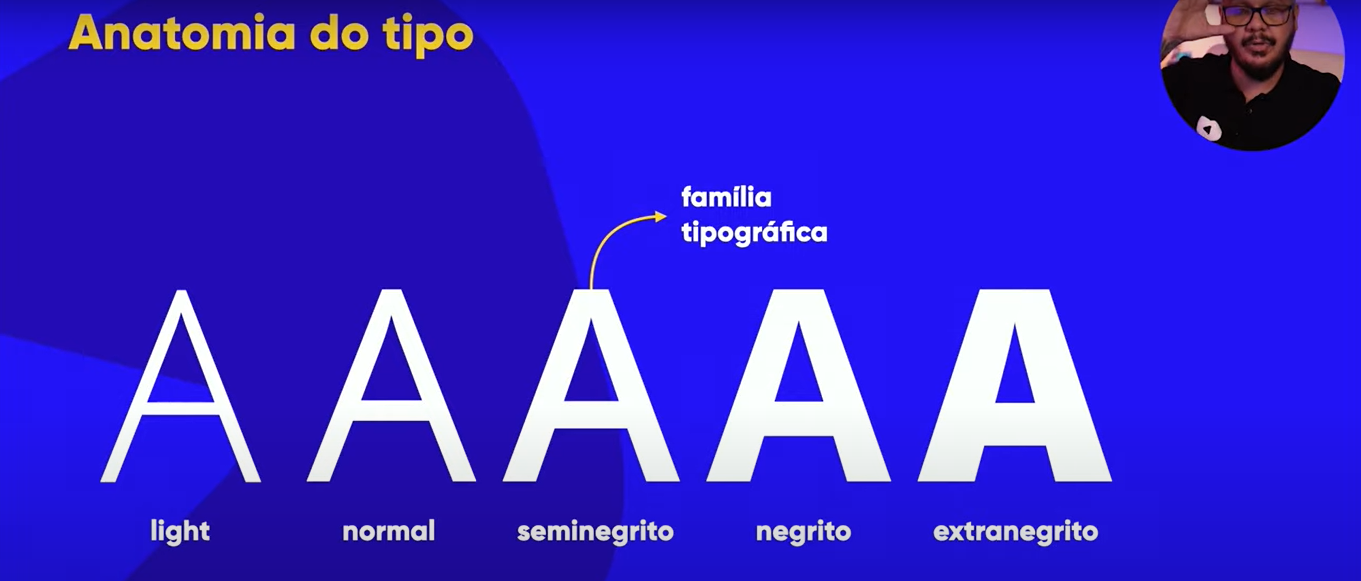 Anatomia do tipo
família
tipográfica
A A A A A
light normal seminegrito negrito extranegrito